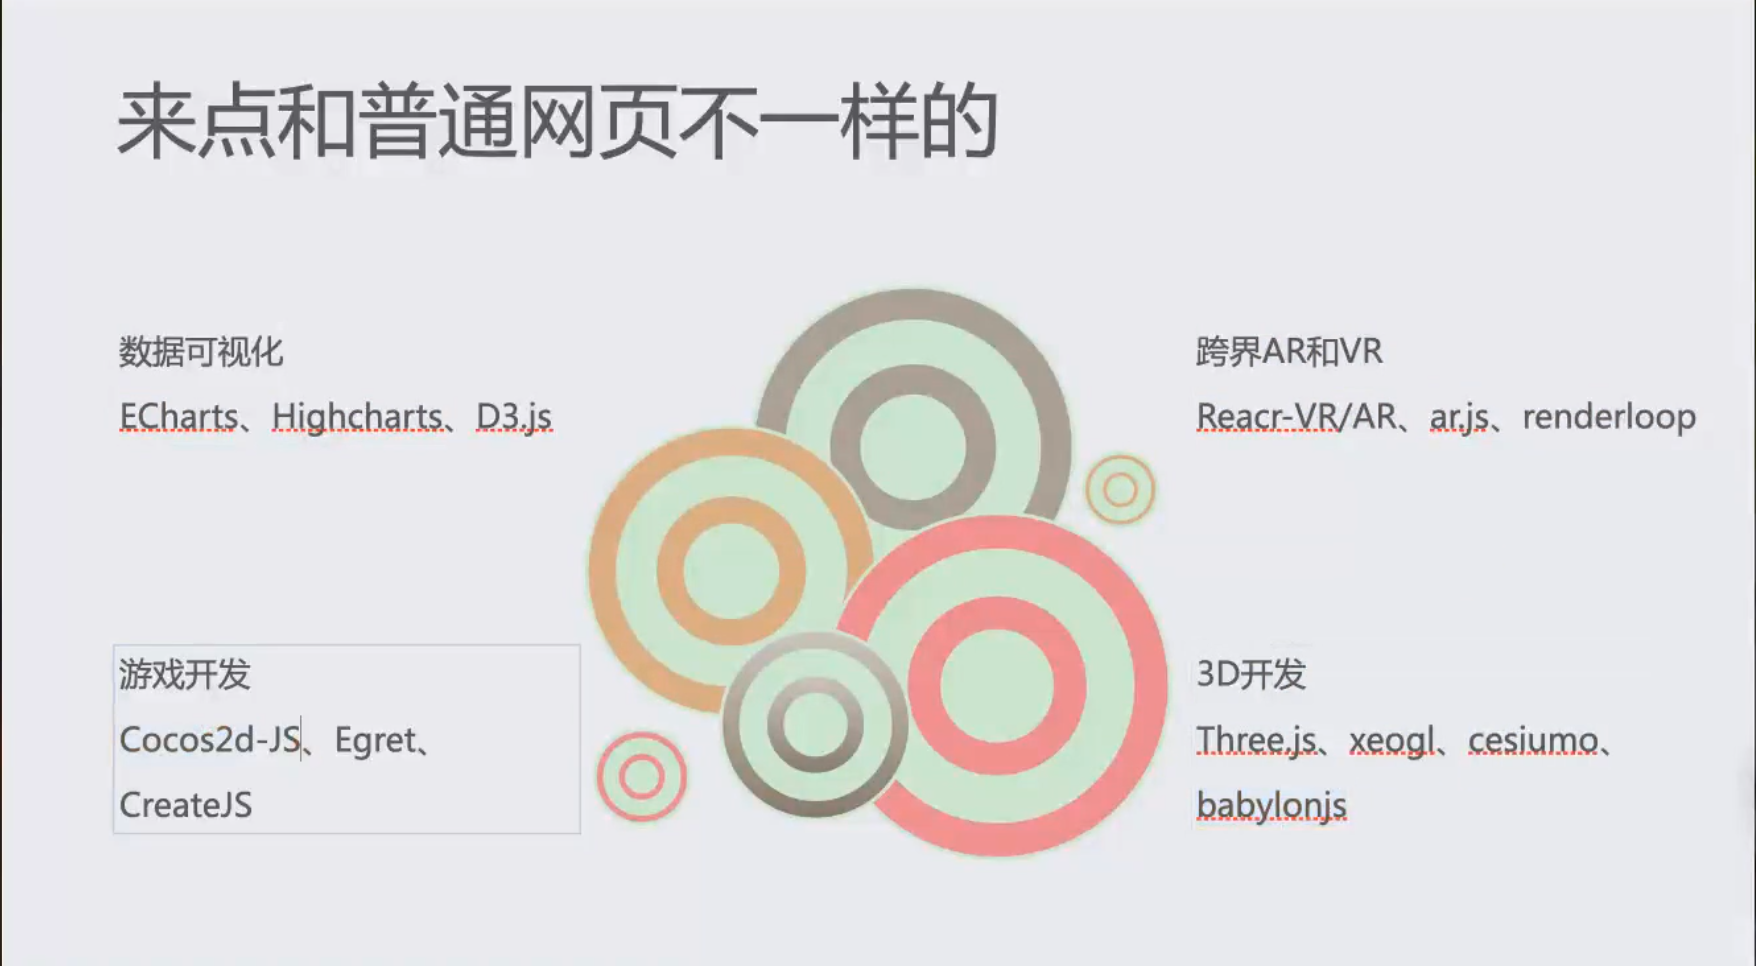 来点和普通网页不一样的
数据可视化
ECharts、Highcharts、D3.js
跨界AR和VR
Reacr-VR/AR、ar.js、renderloop
游戏开发
Cocos2d-JS、Egret、
CreateJS
3D开发
Three.js、xeogl、cesiumo、
babylonjs